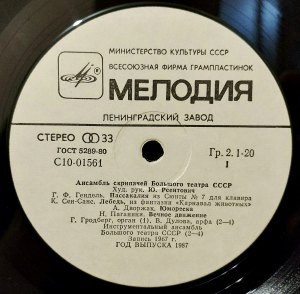 МИНИСТЕРСТВО КУЛЬТУРЫ СССР
ВСЕСОЮЗНАЯ ФИРМА ГРАМПЛАСТИНОК
МЕЛОДИЯ
ЛЕНИНГРАДСКИЙ ЗАВОД
СТЕРЕО 33
ГОСТ 5289-80
С10-01561
Гр. 2. 1-20
1
Ансамбль скрипачей Большого театра СССР
Худ. рук. Ю. Реентович
Г. Ф. Гендель. Пассакалия из Сюиты № 7 для клавира
К. Сен-Санс. Лебедь, из фантазии «Карнавал животных»
А. Дворжак. Юмореска
Н. Паганини. Вечное движение
Г. Гродберг, орган (1), В. Дулова, арфа (2—4)
Инструментальный ансамбль
Большого театра СССР (2—4)
Запись 1967 г.
ГОД ВЫПУСКА 1987